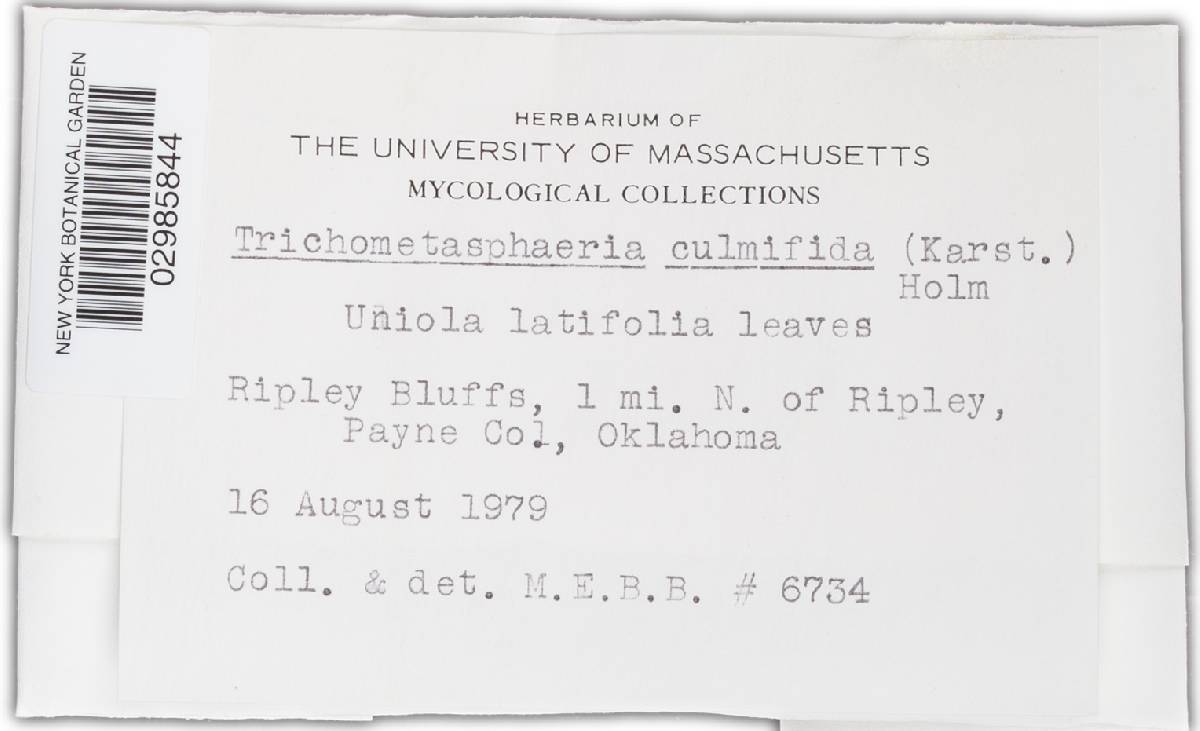 NEW YORK BOTANICAL GARDEN
02985844
HERBARIUM OF
THE UNIVERSITY OF MASSACHUSETTS
MYCOLOGICAL COLLECTIONS
Trichometasphaeria culmifida (Karst.)
Holm
Uniola latifolia leaves
Ripley Bluffs, 1 mi. N. of Ripley,
Payne Co., Oklahoma
16 August 1979
Coll. & det. M.E.B.B. # 6734